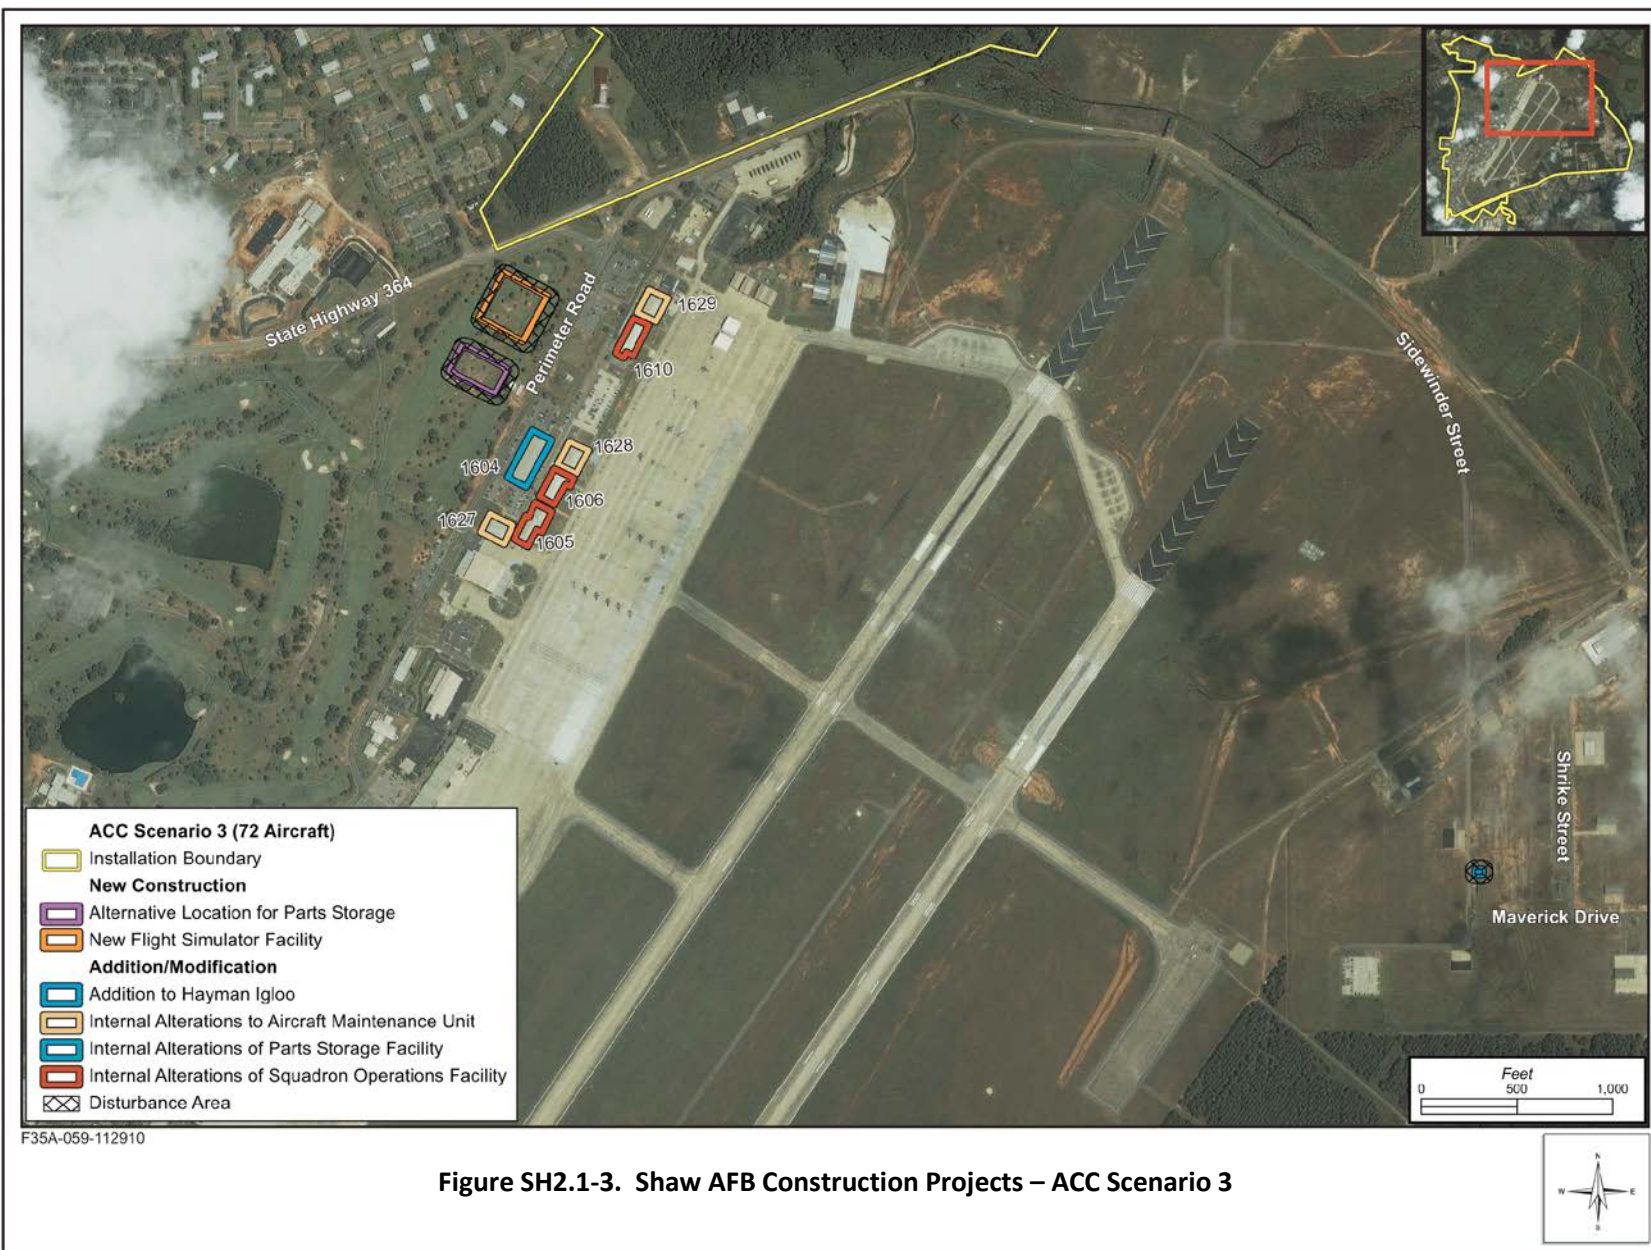 State Highway 364
Perimeter Road
1629
1610
1628
1604
1606
1627
1605
Sidewinder Street
Shrike Street
Maverick Drive
ACC Scenario 3 (72 Aircraft)
Installation Boundary
New Construction
Alternative Location for Parts Storage
New Flight Simulator Facility
Addition/Modification
Addition to Hayman Igloo
Internal Alterations to Aircraft Maintenance Unit
Internal Alterations of Parts Storage Facility
Internal Alterations of Squadron Operations Facility
Disturbance Area
Feet
0 500 1,000
F35A-059-112910
Figure SH2.1-3. Shaw AFB Construction Projects – ACC Scenario 3
N
W E
S